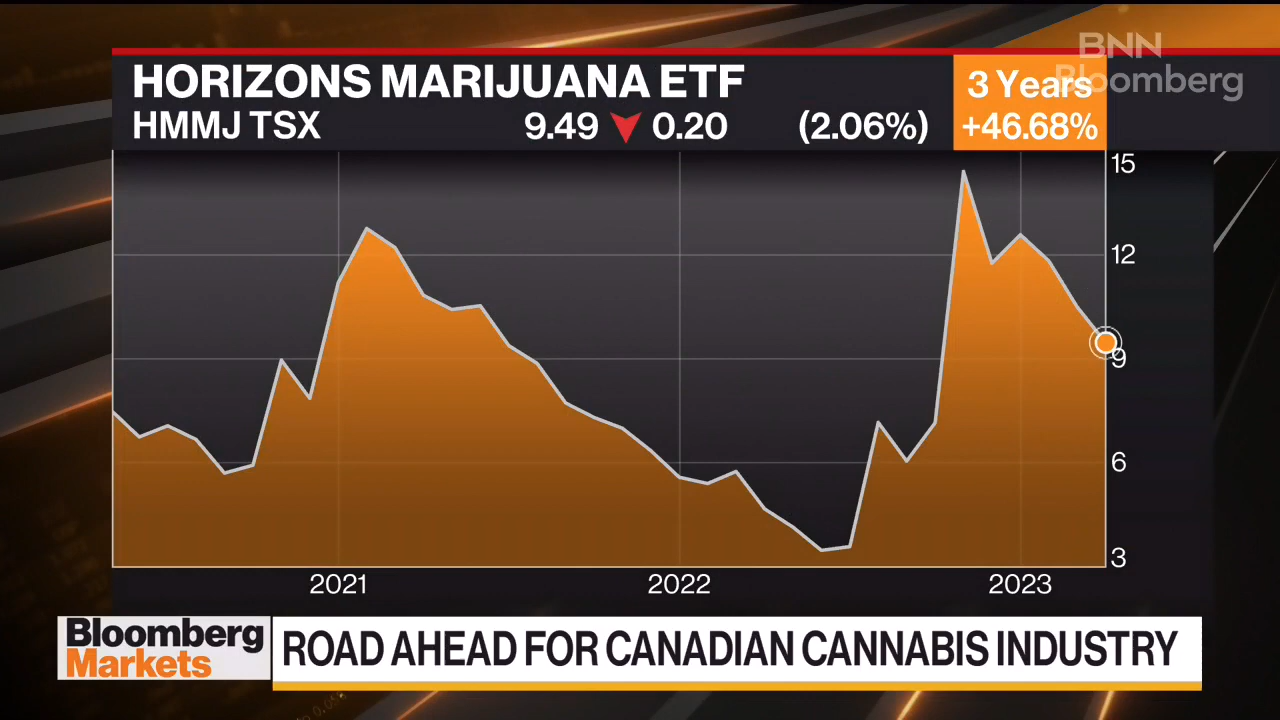 BNN
Bloomberg
HORIZONS MARIJUANA ETF
HMMJ TSX 9.49 0.20 (2.06%)
3 Years
+46.68%
15
12
9
6
3
2021 2022 2023
Bloomberg
Markets
ROAD AHEAD FOR CANADIAN CANNABIS INDUSTRY